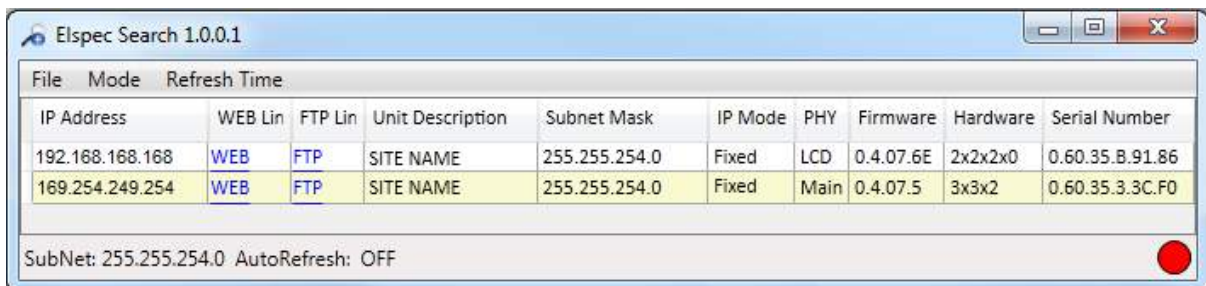 Elspec Search 1.0.0.1
File Mode Refresh Time
IP Address WEB Lin FTP Lin Unit Description Subnet Mask IP Mode PHY Firmware Hardware Serial Number
192.168.168.168 WEB FTP SITE NAME 255.255.254.0 Fixed LCD 0.4.07.6E 2x2x2x0 0.60.35.B.91.86
169.254.249.254 WEB FTP SITE NAME 255.255.254.0 Fixed Main 0.4.07.5 3x3x2 0.60.35.3.3C.F0
SubNet: 255.255.254.0 AutoRefresh: OFF